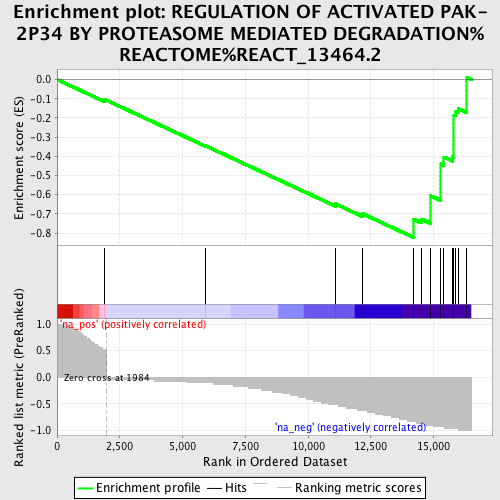 Enrichment plot: REGULATION OF ACTIVATED PAK-
2P34 BY PROTEASOME MEDIATED DEGRADATION%
REACTOME%REACT_13464.2
Enrichment score (ES)
0.0
-0.1
-0.2
-0.3
-0.4
-0.5
-0.6
-0.7
-0.8
'na_pos' (positively correlated)
Ranked list metric (PreRanked)
1.0
0.5
0.0
-0.5
-1.0
Zero cross at 1984
'na_neg' (negatively correlated)
0 2,500 5,000 7,500 10,000 12,500 15,000
Rank in Ordered Dataset
Enrichment profile Hits Ranking metric scores